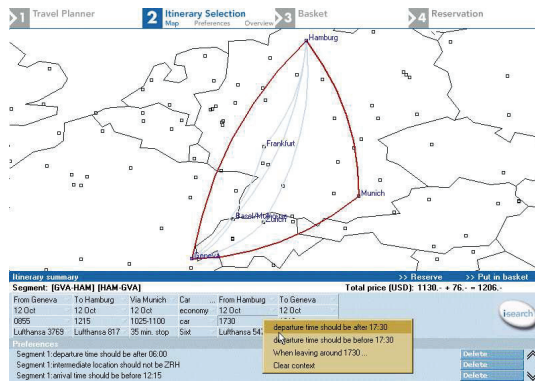 1 Travel Planner
2 Itinerary Selection
Map Preferences Overview
3 Basket
4 Reservation
Hamburg
Frankfurt
Munich
Zurich
Geneva
Itinerary summary >> Reserve >> Put in basket
Segment: [GVA-HAM] [HAM-GVA] Total price (USD): 1130.- + 76.- = 1206.-
From Geneva To Hamburg Via Munich Car ... From Hamburg To Geneva
12 Oct 12 Oct 12 Oct economy 12 Oct 12 Oct
0855 1215 1025-1100 car 1730
Lufthansa 3769 Lufthansa 817 35 min. stop Sixt Lufthansa
isearch
departure time should be after 17:30
departure time should be before 17:30
When leaving around 1730 ...
Clear context
Preferences
Segment 1:departure time should be after 06:00 Delete
Segment 1:intermediate location should not be ZRH Delete
Segment 1:arrival time should be before 12:15 Delete